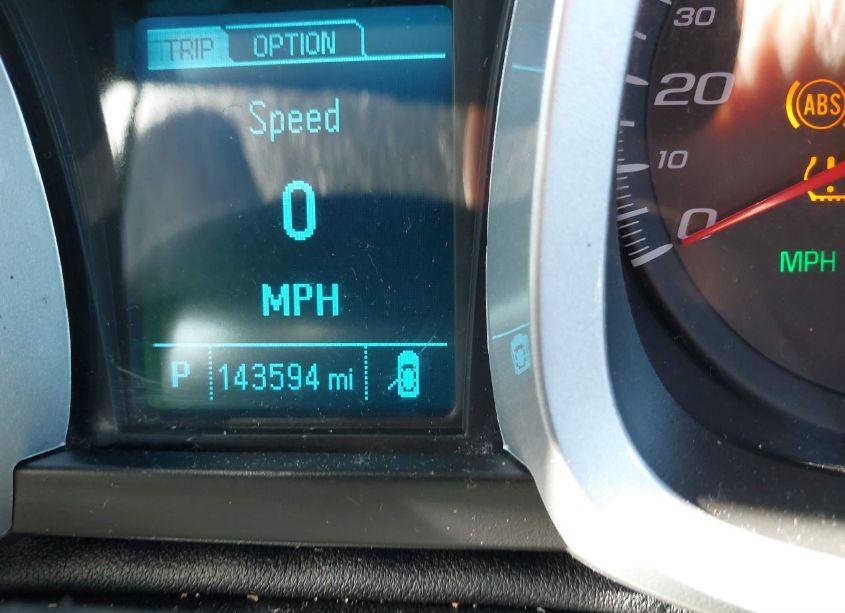 TRIP OPTION
Speed
0
MPH
P 143594 mi
30
20
10
0
ABS
!
MPH